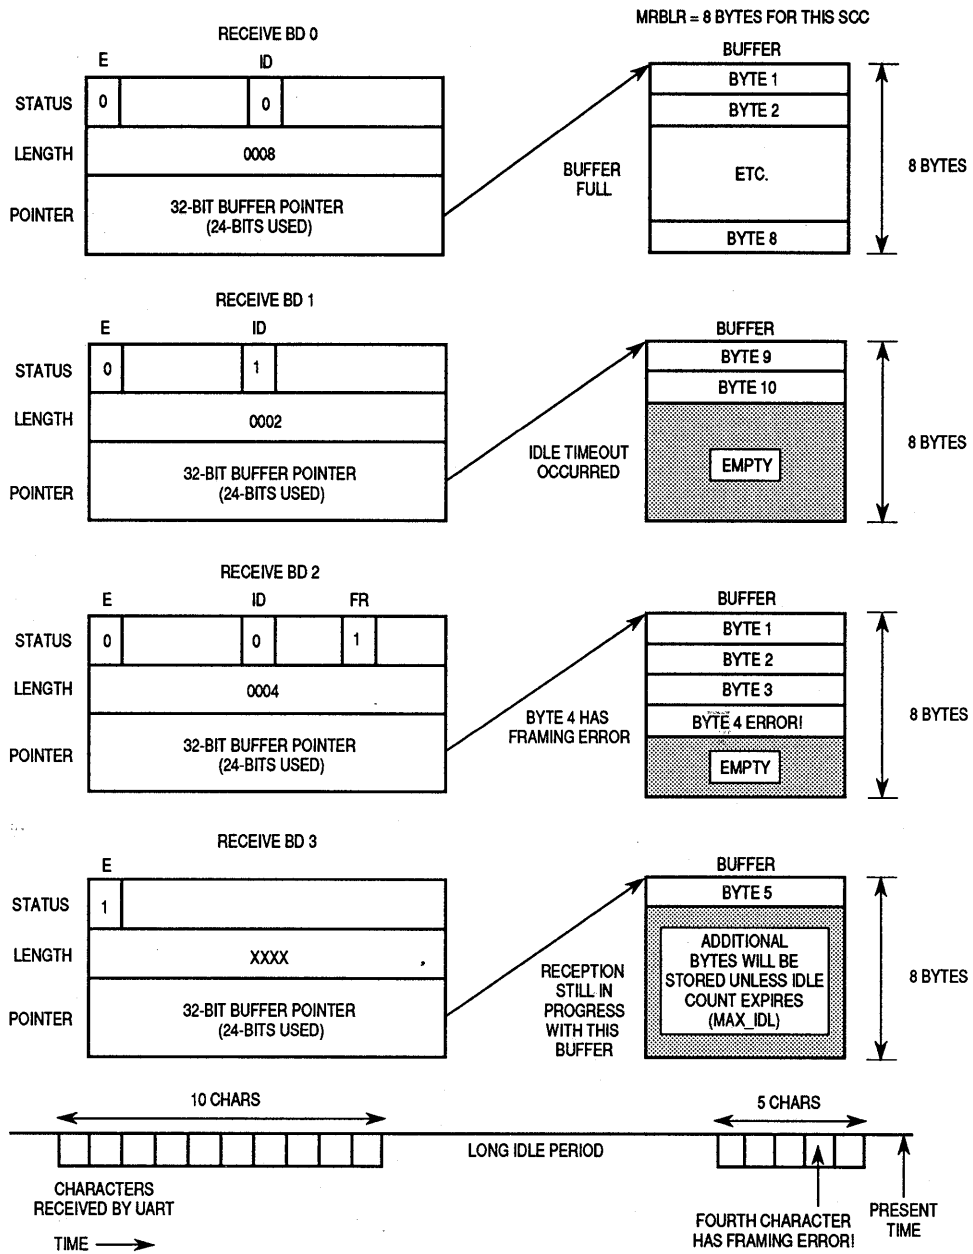 MRBLR = 8 BYTES FOR THIS SCC
RECEIVE BD 0
E ID
STATUS 0 0
LENGTH 0008
POINTER 32-BIT BUFFER POINTER
(24-BITS USED)
BUFFER
FULL
BUFFER
BYTE 1
BYTE 2
ETC.
BYTE 8
8 BYTES
RECEIVE BD 1
E ID
STATUS 0 1
LENGTH 0002
POINTER 32-BIT BUFFER POINTER
(24-BITS USED)
IDLE TIMEOUT
OCCURRED
BUFFER
BYTE 9
BYTE 10
EMPTY
8 BYTES
RECEIVE BD 2
E ID FR
STATUS 0 0 1
LENGTH 0004
POINTER 32-BIT BUFFER POINTER
(24-BITS USED)
BYTE 4 HAS
FRAMING ERROR
BUFFER
BYTE 1
BYTE 2
BYTE 3
BYTE 4 ERROR!
EMPTY
8 BYTES
RECEIVE BD 3
E
STATUS 1
LENGTH XXXX
POINTER 32-BIT BUFFER POINTER
(24-BITS USED)
RECEPTION
STILL IN
PROGRESS
WITH THIS
BUFFER
BUFFER
BYTE 5
ADDITIONAL
BYTES WILL BE
STORED UNLESS IDLE
COUNT EXPIRES
(MAX_IDL)
8 BYTES
10 CHARS
5 CHARS
LONG IDLE PERIOD
CHARACTERS
RECEIVED BY UART
TIME
FOURTH CHARACTER
HAS FRAMING ERROR!
PRESENT
TIME